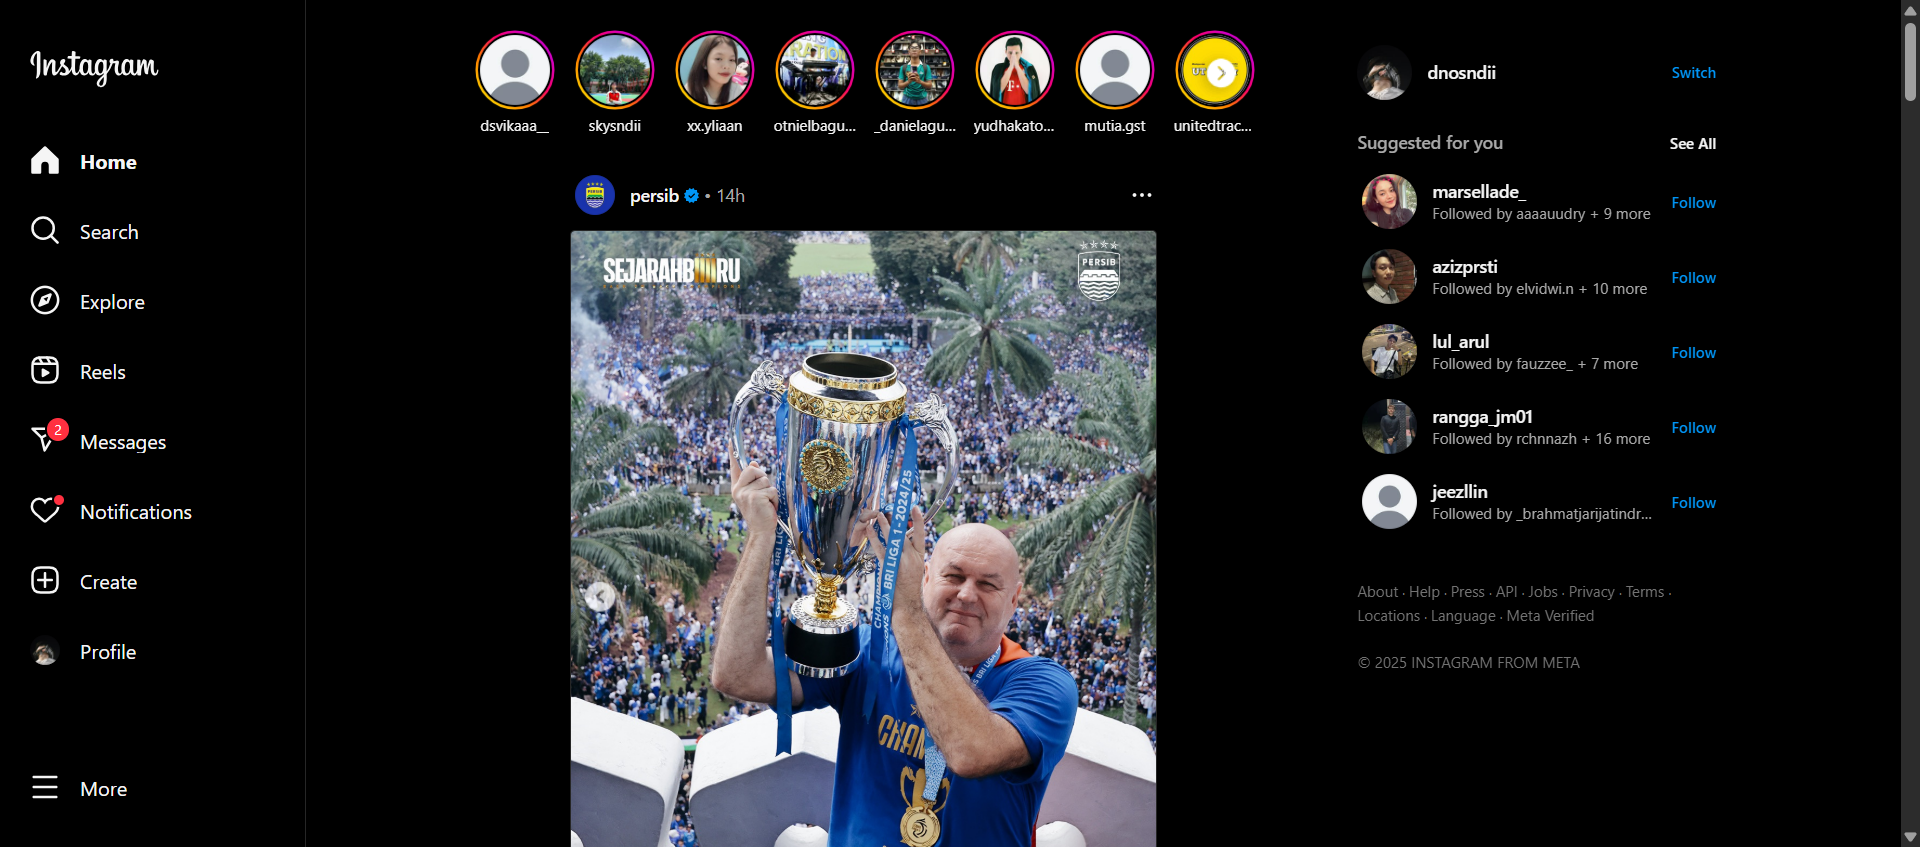 Instagram
Home
Search
Explore
Reels
2
Messages
Notifications
Create
Profile
More
dsvikaaa__
skysndii
xx.yliaan
otnielbagu...
_danielagu...
yudhakato...
mutia.gst
unitedtrac...
persib • 14h
SEJARAHBARU
PERSIB
CHAMPIONS BRI LIGA 1-2024/25
BRI LIGA
CHAM
dnosndii
Switch
Suggested for you
See All
marsellade_
Followed by aaaauudry + 9 more
Follow
azizprsti
Followed by elvidwi.n + 10 more
Follow
lul_arul
Followed by fauzzee_ + 7 more
Follow
rangga_jm01
Followed by rchnnazh + 16 more
Follow
jeezllin
Followed by _brahmatjarijatindr...
Follow
About · Help · Press · API · Jobs · Privacy · Terms ·
Locations · Language · Meta Verified
© 2025 INSTAGRAM FROM META